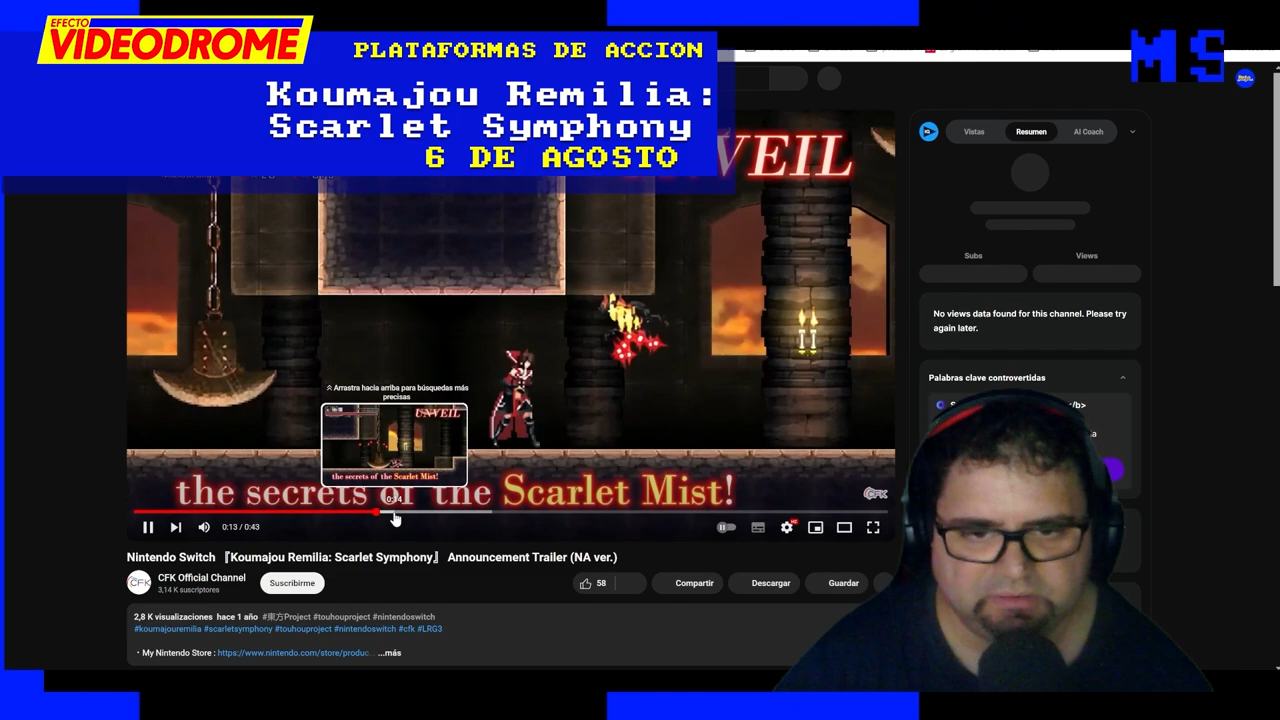 EFECTO
VIDEODROME
PLATAFORMAS DE ACCION
Koumajou Remilia:
Scarlet Symphony
6 DE AGOSTO
MS
VEIL
Vistas
Resumen
AI Coach
Subs
Views
No views data found for this channel. Please try
again later.
Palabras clave controvertidas
/b>
Arrastra hacia arriba para búsquedas más
precisas
UNVEIL
the secrets of the Scarlet Mist!
0:14
the secrets of the Scarlet Mist!
CFK
0:13 / 0:43
Nintendo Switch 『Koumajou Remilia: Scarlet Symphony』 Announcement Trailer (NA ver.)
CFK
CFK Official Channel
3,14 K suscriptores
Suscribirme
58
Compartir
Descargar
Guardar
2,8 K visualizaciones hace 1 año #東方Project #touhouproject #nintendoswitch
#koumajouremilia #scarletsymphony #touhouproject #nintendoswitch #cfk #LRG3
・My Nintendo Store : https://www.nintendo.com/store/produc... ...más